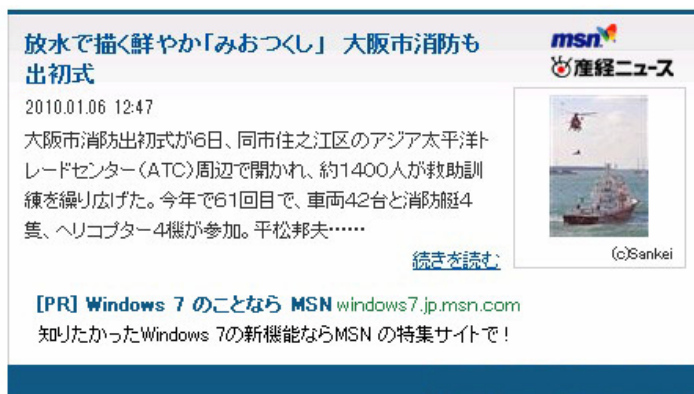 放水で描く鮮やか「みおつくし」 大阪市消防も
出初式
msn
産経ニュース
2010.01.06 12:47
大阪市消防出初式が6日、同市住之江区のアジア太平洋ト
レードセンター(ATC)周辺で開かれ、約1400人が救助訓
練を繰り広げた。今年で61回目で、車両42台と消防艇4
隻、ヘリコプター4機が参加。平松邦夫……
続きを読む
(c)Sankei
[PR] Windows 7 のことなら MSN windows7.jp.msn.com
知りたかったWindows 7の新機能ならMSN の特集サイトで!